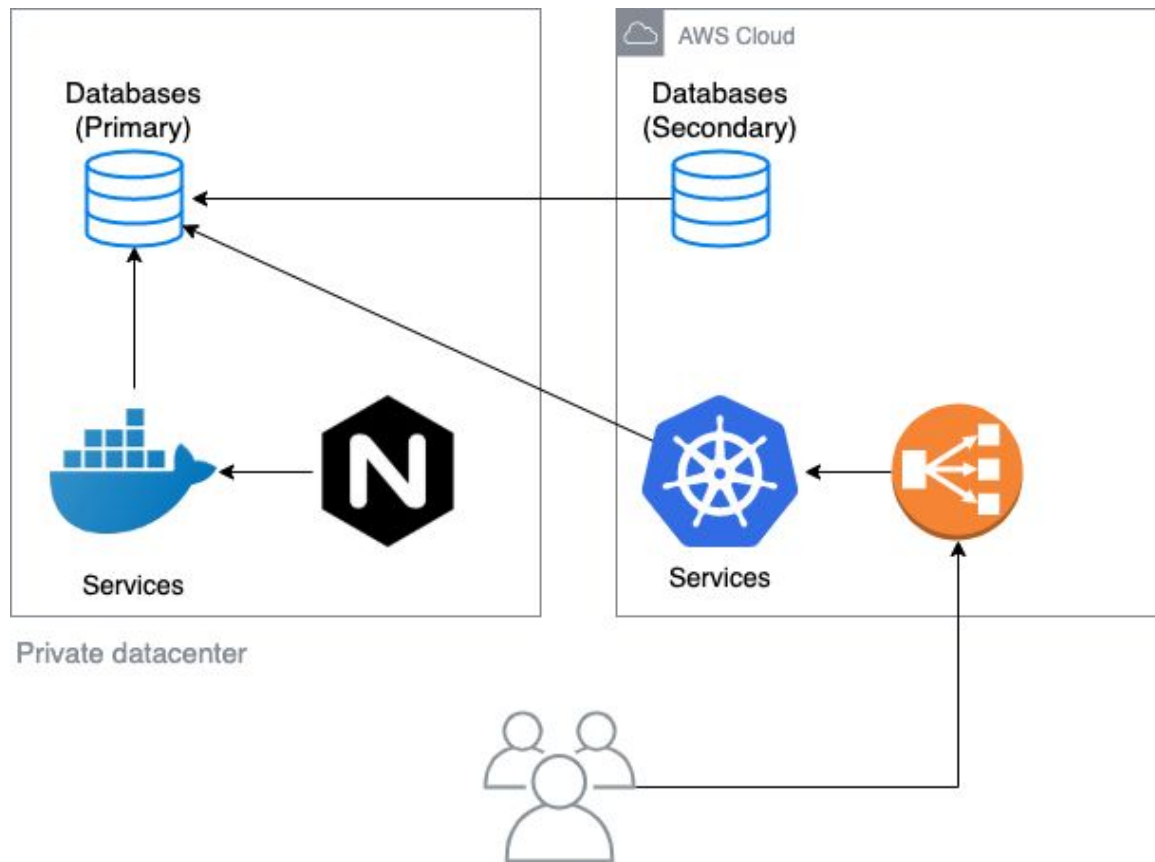 AWS Cloud
Databases
(Primary)
Databases
(Secondary)
N
Services
Services
Private datacenter